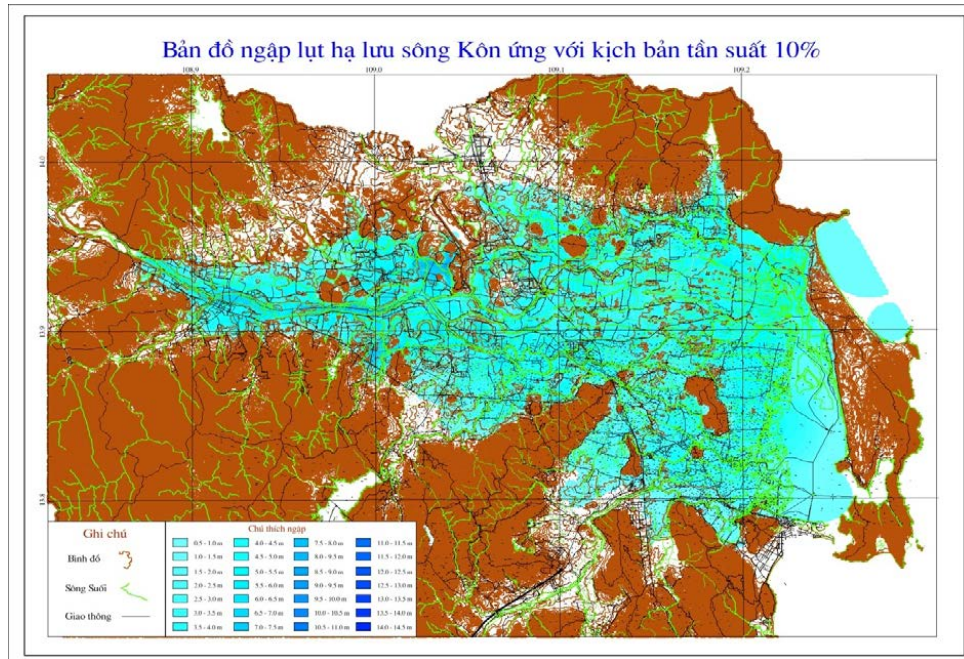 Bản đồ ngập lụt hạ lưu sông Kôn ứng với kịch bản tần suất 10%
108.9 109.0 109.1 109.2
14.0
13.9
13.8
Ghi chú
Bình đồ
Sông Suối
Giao thông
Chú thích ngập
0.5 - 1.0 m 4.0 - 4.5 m 7.5 - 8.0 m 11.0 - 11.5 m
1.0 - 1.5 m 4.5 - 5.0 m 8.0 - 9.5 m 11.5 - 12.0 m
1.5 - 2.0 m 5.0 - 5.5 m 8.5 - 9.0 m 12.0 - 12.5 m
2.0 - 2.5 m 5.5 - 6.0 m 9.0 - 9.5 m 12.5 - 13.0 m
2.5 - 3.0 m 6.0 - 6.5 m 9.5 - 10.0 m 13.0 - 13.5 m
3.0 - 3.5 m 6.5 - 7.0 m 10.0 - 10.5 m 13.5 - 14.0 m
3.5 - 4.0 m 7.0 - 7.5 m 10.5 - 11.0 m 14.0 - 14.5 m